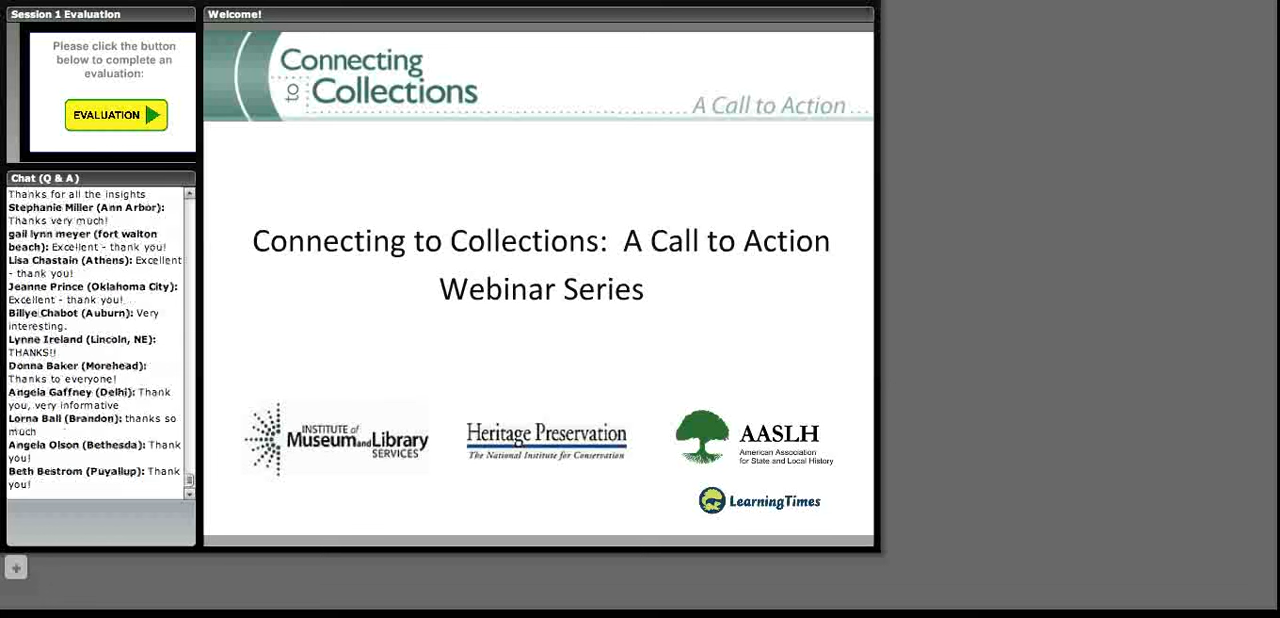 Session 1 Evaluation
Please click the button
below to complete an
evaluation:
EVALUATION
Chat (Q & A)
Thanks for all the insights
Stephanie Miller (Ann Arbor):
Thanks very much!
gail lynn meyer (fort walton
beach): Excellent - thank you!
Lisa Chastain (Athens): Excellent
- thank you!
Jeanne Prince (Oklahoma City):
Excellent - thank you!
Billye Chabot (Auburn): Very
interesting.
Lynne Ireland (Lincoln, NE):
THANKS!!
Donna Baker (Morehead):
Thanks to everyone!
Angela Gaffney (Delhi): Thank
you, very informative
Lorna Ball (Brandon): thanks so
much
Angela Olson (Bethesda): Thank
you!
Beth Bestrom (Puyallup): Thank
you!
Welcome!
Connecting
to Collections
A Call to Action ...
Connecting to Collections:  A Call to Action
Webinar Series
INSTITUTE of
Museum and Library
SERVICES
Heritage Preservation
The National Institute for Conservation
AASLH
American Association
for State and Local History
LearningTimes
+